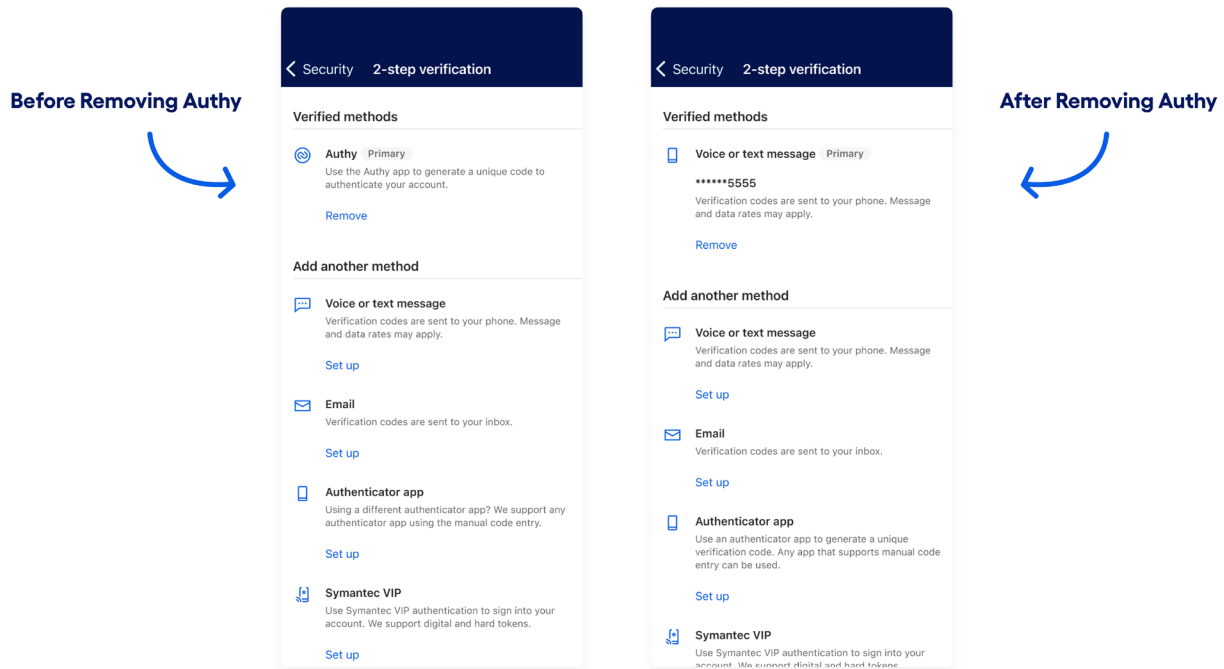 Before Removing Authy
Security 2-step verification
Verified methods
Authy Primary
Use the Authy app to generate a unique code to
authenticate your account.
Remove
Add another method
Voice or text message
Verification codes are sent to your phone. Message
and data rates may apply.
Set up
Email
Verification codes are sent to your inbox.
Set up
Authenticator app
Using a different authenticator app? We support any
authenticator app using the manual code entry.
Set up
Symantec VIP
Use Symantec VIP authentication to sign into your
account. We support digital and hard tokens.
Set up
After Removing Authy
Security 2-step verification
Verified methods
Voice or text message Primary
******5555
Verification codes are sent to your phone. Message
and data rates may apply.
Remove
Add another method
Voice or text message
Verification codes are sent to your phone. Message
and data rates may apply.
Set up
Email
Verification codes are sent to your inbox.
Set up
Authenticator app
Use an authenticator app to generate a unique
verification code. Any app that supports manual code
entry can be used.
Set up
Symantec VIP
Use Symantec VIP authentication to sign into your
account. We support digital and hard tokens.